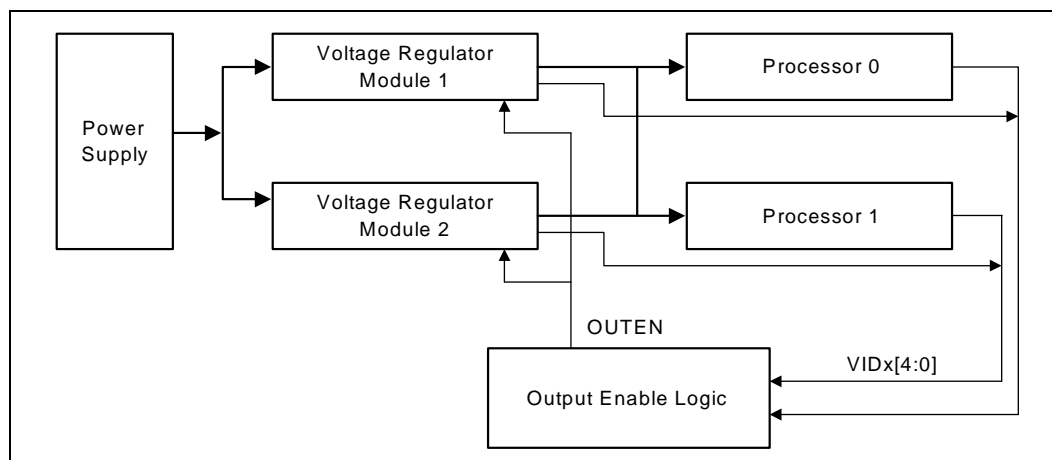 Voltage Regulator
Module 1
Processor 0
Power
Supply
Voltage Regulator
Module 2
Processor 1
OUTEN
VIDx[4:0]
Output Enable Logic